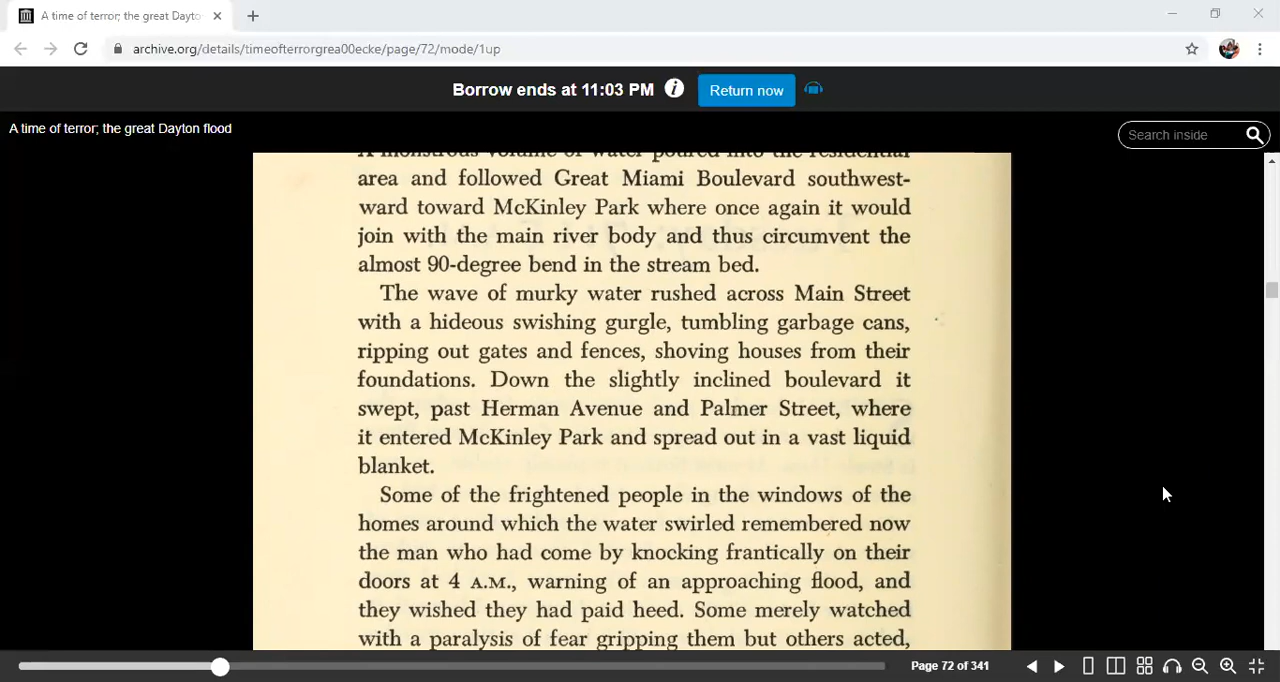 A time of terror; the great Dayto
archive.org/details/timeofterrorgrea00ecke/page/72/mode/1up
Borrow ends at 11:03 PM
Return now
A time of terror; the great Dayton flood
Search inside
A monstrous volume of water poured into the residential
area and followed Great Miami Boulevard southwest-
ward toward McKinley Park where once again it would
join with the main river body and thus circumvent the
almost 90-degree bend in the stream bed.
The wave of murky water rushed across Main Street
with a hideous swishing gurgle, tumbling garbage cans,
ripping out gates and fences, shoving houses from their
foundations. Down the slightly inclined boulevard it
swept, past Herman Avenue and Palmer Street, where
it entered McKinley Park and spread out in a vast liquid
blanket.
Some of the frightened people in the windows of the
homes around which the water swirled remembered now
the man who had come by knocking frantically on their
doors at 4 A.M., warning of an approaching flood, and
they wished they had paid heed. Some merely watched
with a paralysis of fear gripping them but others acted,
Page 72 of 341